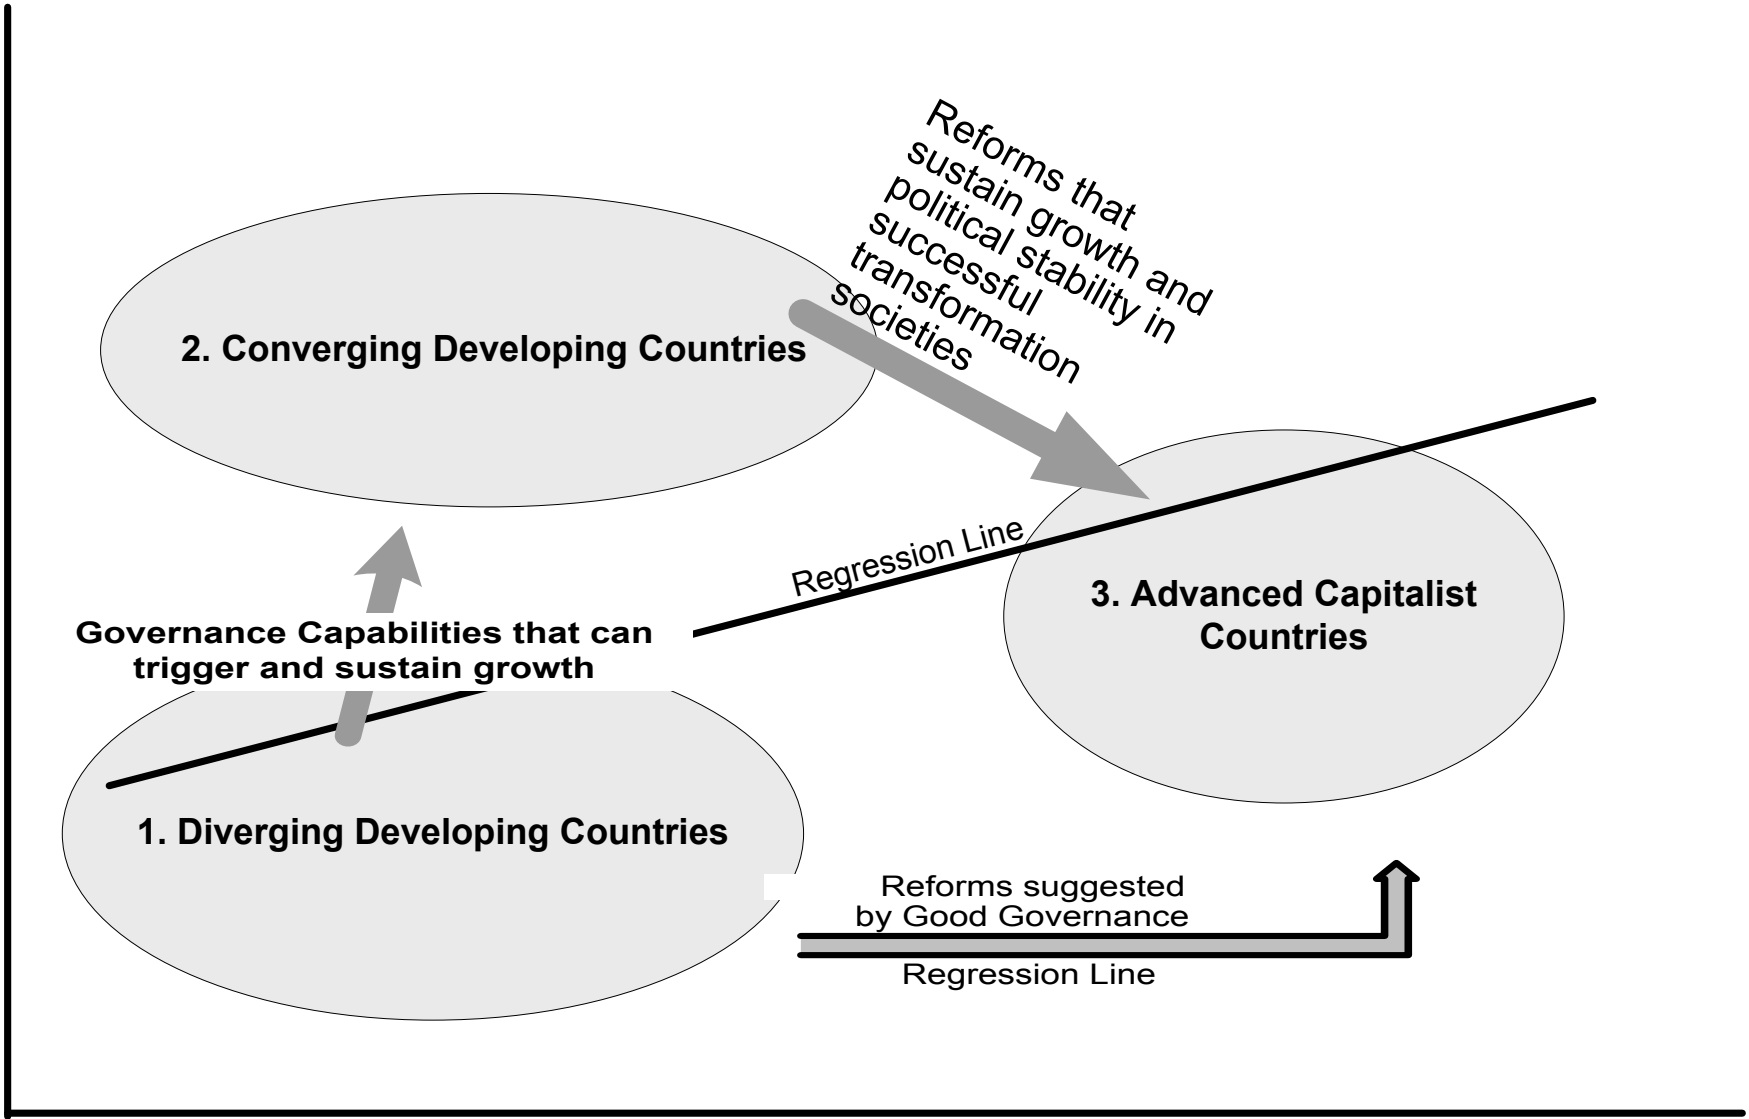 Reforms that
sustain growth and
political stability in
successful
transformation
societies
2. Converging Developing Countries
Regression Line
3. Advanced Capitalist
Countries
Governance Capabilities that can
trigger and sustain growth
1. Diverging Developing Countries
Reforms suggested
by Good Governance
Regression Line